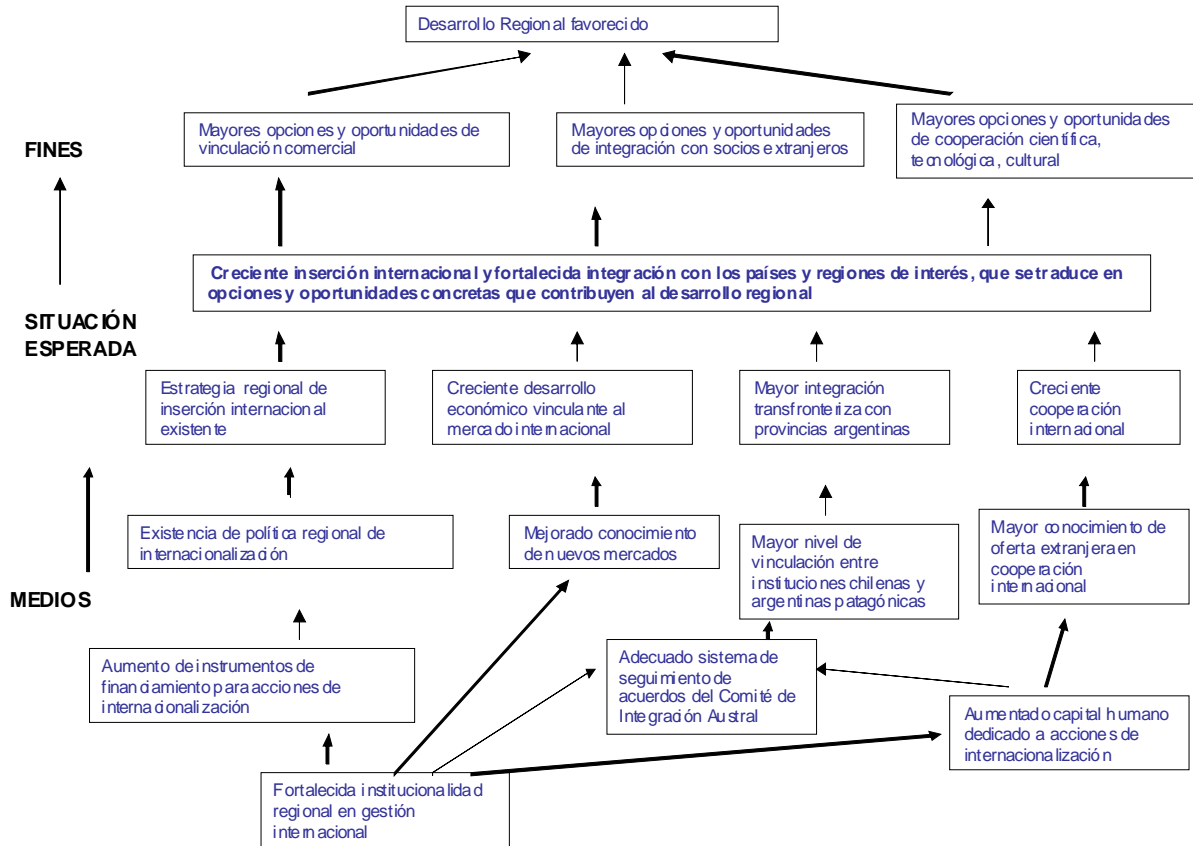 Desarrollo Regional favorecido
Mayores opciones y oportunidades de
vinculación comercial
Mayores opciones y oportunidades
de integración con socios extranjeros
Mayores opciones y oportunidades
de cooperación científica,
tecnológica, cultural
FINES
Creciente inserción internacional y fortalecida integración con los países y regiones de interés, que se traduce en
opciones y oportunidades concretas que contribuyen al desarrollo regional
SITUACIÓN
ESPERADA
Estrategia regional de
inserción internacional
existente
Creciente desarrollo
económico vinculante al
mercado internacional
Mayor integración
transfronteriza con
provincias argentinas
Creciente
cooperación
internacional
Existencia de política regional de
internacionalización
Mejorado conocimiento
de nuevos mercados
Mayor nivel de
vinculación entre
instituciones chilenas y
argentinas patagónicas
Mayor conocimiento de
oferta extranjera en
cooperación
internacional
MEDIOS
Aumento de instrumentos de
financiamiento para acciones de
internacionalización
Adecuado sistema de
seguimiento de
acuerdos del Comité de
Integración Austral
Aumentado capital humano
dedicado a acciones de
internacionalización
Fortalecida institucionalidad
regional en gestión
internacional